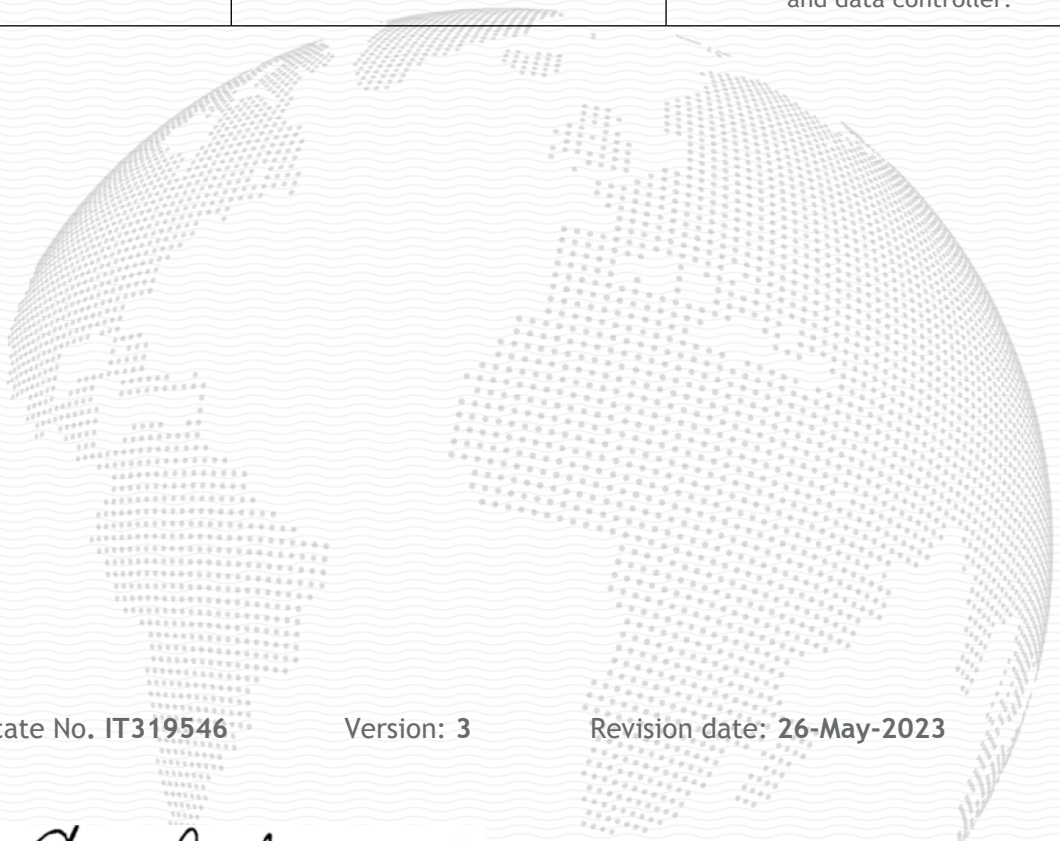 and data controller.
cate No. IT319546 Version: 3 Revision date: 26-May-2023